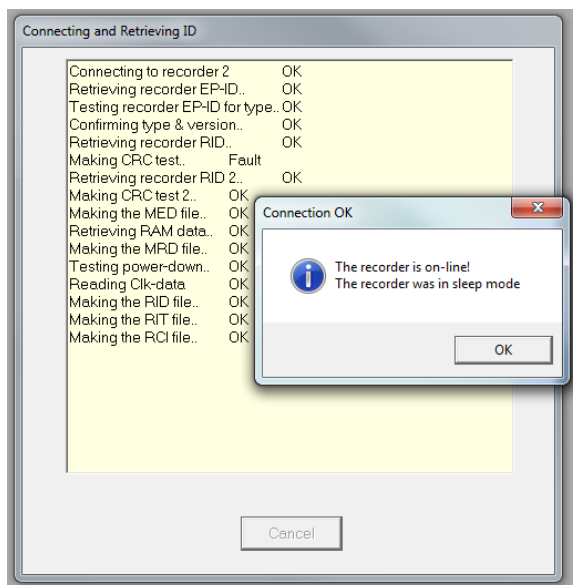 Connecting and Retrieving ID
Connecting to recorder 2 OK
Retrieving recorder EP-ID.. OK
Testing recorder EP-ID for type.. OK
Confirming type & version.. OK
Retrieving recorder RID.. OK
Making CRC test.. Fault
Retrieving recorder RID 2.. OK
Making CRC test 2.. OK
Making the MED file.. OK
Retrieving RAM data.. OK
Making the MRD file.. OK
Testing power-down.. OK
Reading Clk-data OK
Making the RID file.. OK
Making the RIT file.. OK
Making the RCI file.. OK
Connection OK
The recorder is on-line!
The recorder was in sleep mode
OK
Cancel